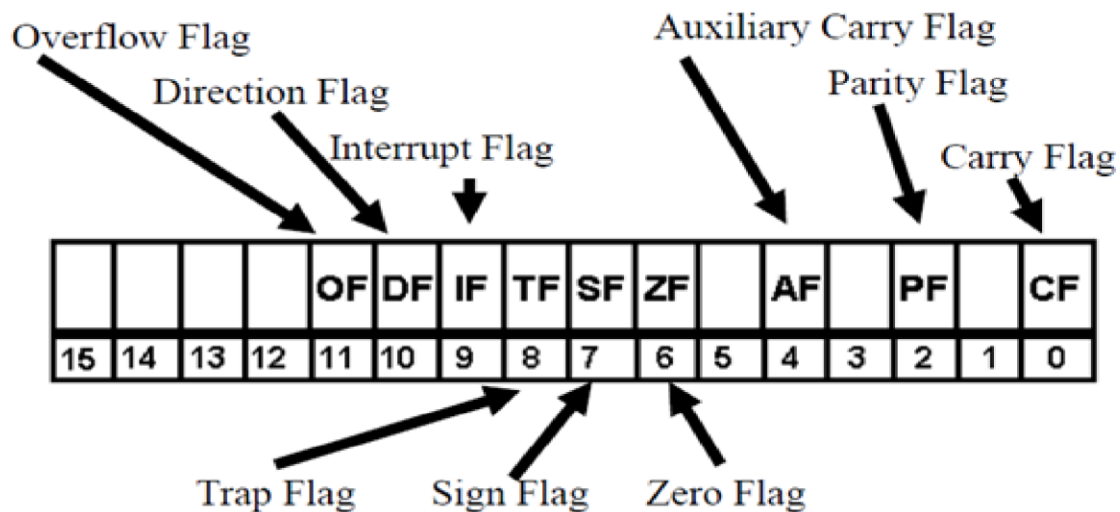 Overflow Flag
Auxiliary Carry Flag
Direction Flag
Parity Flag
Interrupt Flag
Carry Flag
OF DF IF TF SF ZF AF PF CF
15 14 13 12 11 10 9 8 7 6 5 4 3 2 1 0
Trap Flag
Sign Flag
Zero Flag